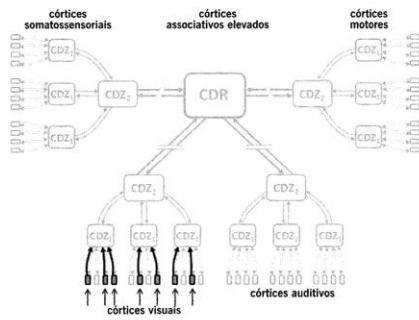 córtices
somatossensoriais
córtices
associativos elevados
córtices
motores
CDZ₁
CDZ₁
CDZ₁
CDZ₂
CDR
CDZ₂
CDZ₁
CDZ₁
CDZ₁
CDZ₂
CDZ₂
CDZ₁
CDZ₁
CDZ₁
CDZ₁
CDZ₁
CDZ₁
córtices visuais
córtices auditivos